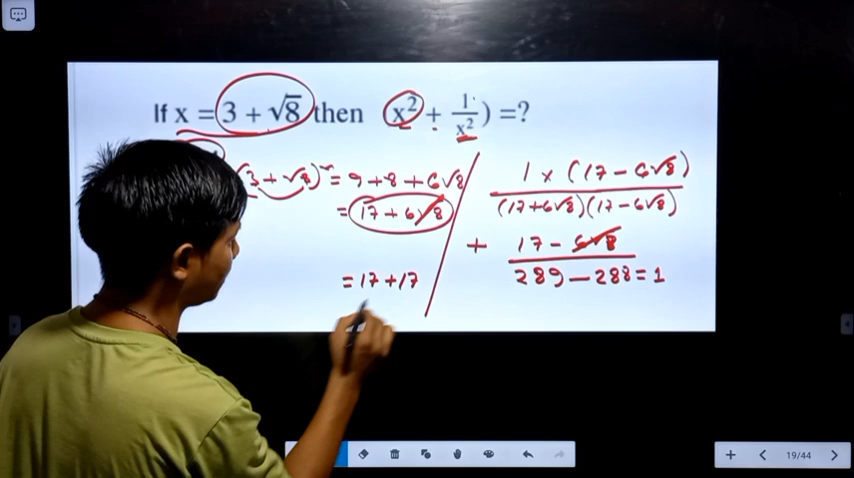 If x = 3 + √8 then (x² + 1/x²) = ?
(3 + √8)² = 9 + 8 + 6√8
= 17 + 6√8
= 17 + 17
1 × (17 - 6√8)
(17 + 6√8)(17 - 6√8)
+ 17 - 6√8
289 - 288 = 1
19/44